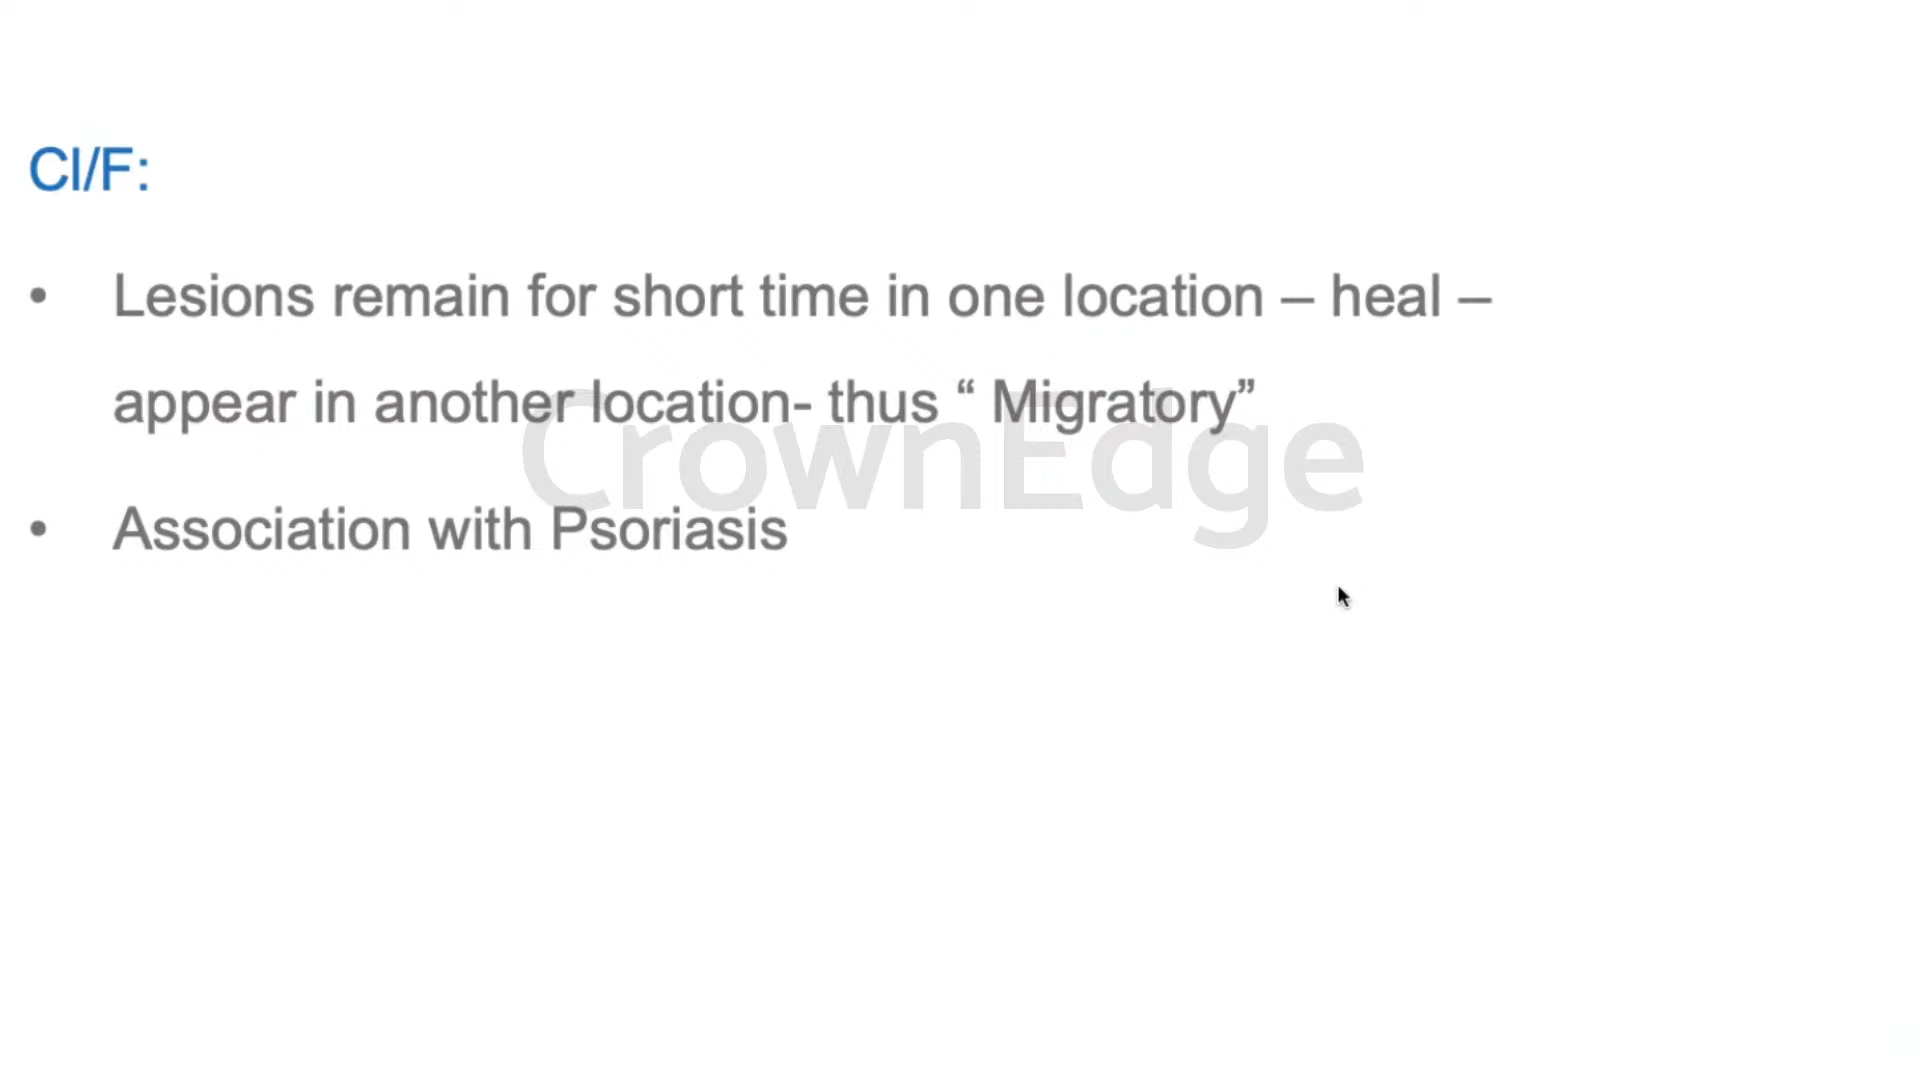 Cl/F:
• Lesions remain for short time in one location – heal –
appear in another location- thus “ Migratory”
CrownEdge
• Association with Psoriasis